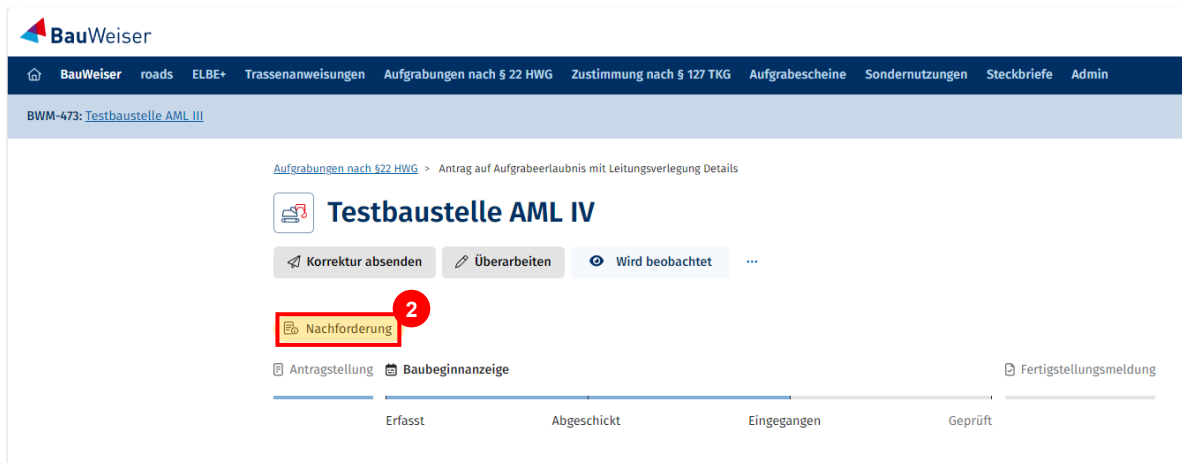 BauWeiser
BauWeiser roads ELBE+ Trassenanweisungen Aufgrabungen nach § 22 HWG Zustimmung nach § 127 TKG Aufgrabescheine Sondernutzungen Steckbriefe Admin
BWM-473: Testbaustelle AML III
Aufgrabungen nach §22 HWG > Antrag auf Aufgrabeerlaubnis mit Leitungsverlegung Details
Testbaustelle AML IV
Korrektur absenden Überarbeiten Wird beobachtet ...
2
Nachforderung
Antragstellung Baubeginnanzeige Fertigstellungsmeldung
Erfasst Abgeschickt Eingegangen Geprüft